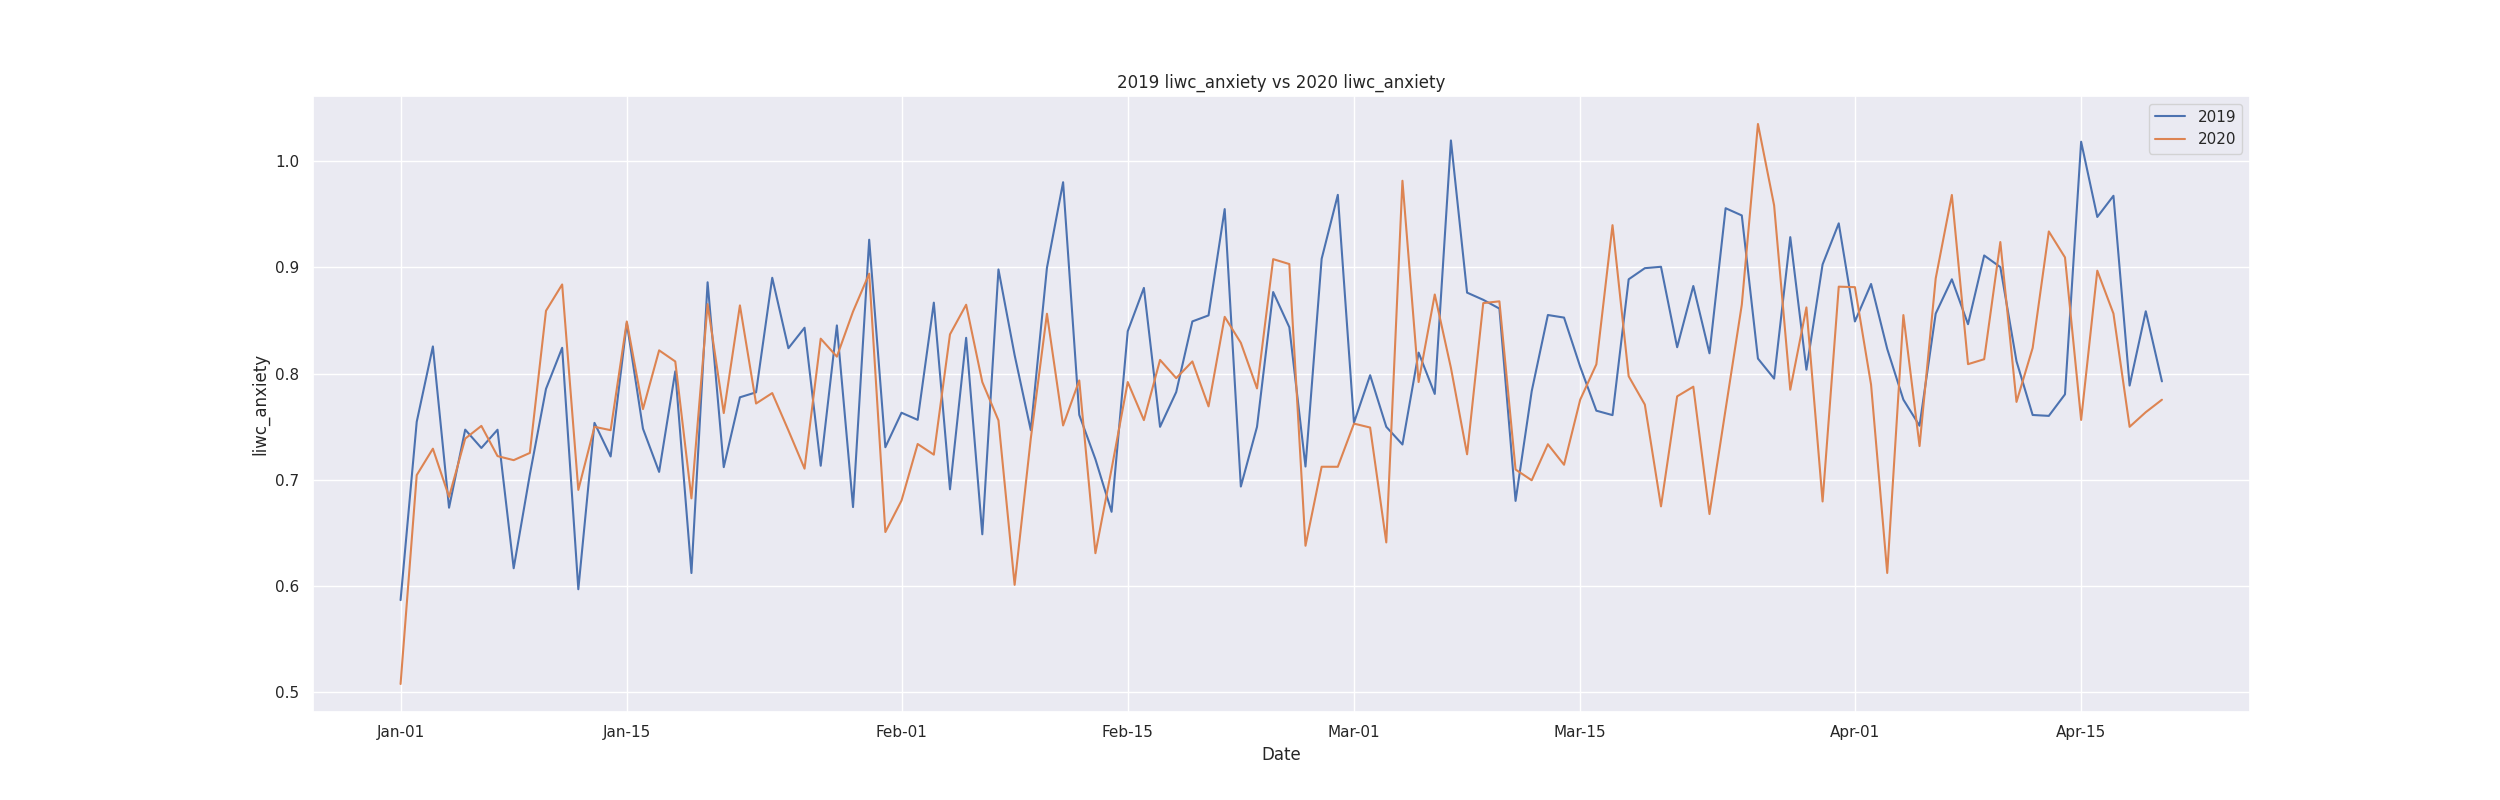 2019 liwc_anxiety vs 2020 liwc_anxiety
2019
2020
1.0
0.9
0.8
0.7
0.6
0.5
liwc_anxiety
Jan-01 Jan-15 Feb-01 Feb-15 Mar-01 Mar-15 Apr-01 Apr-15
Date